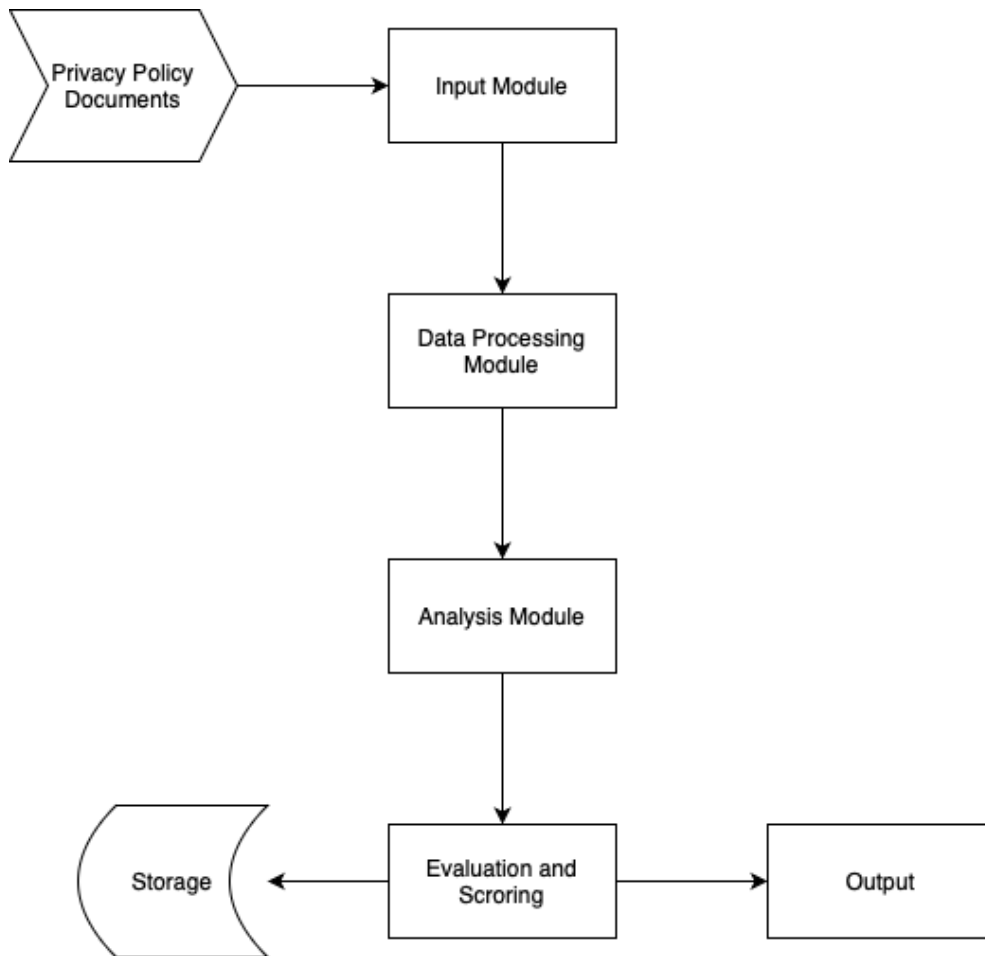 Privacy Policy
Documents
Input Module
Data Processing
Module
Analysis Module
Storage
Evaluation and
Scroring
Output